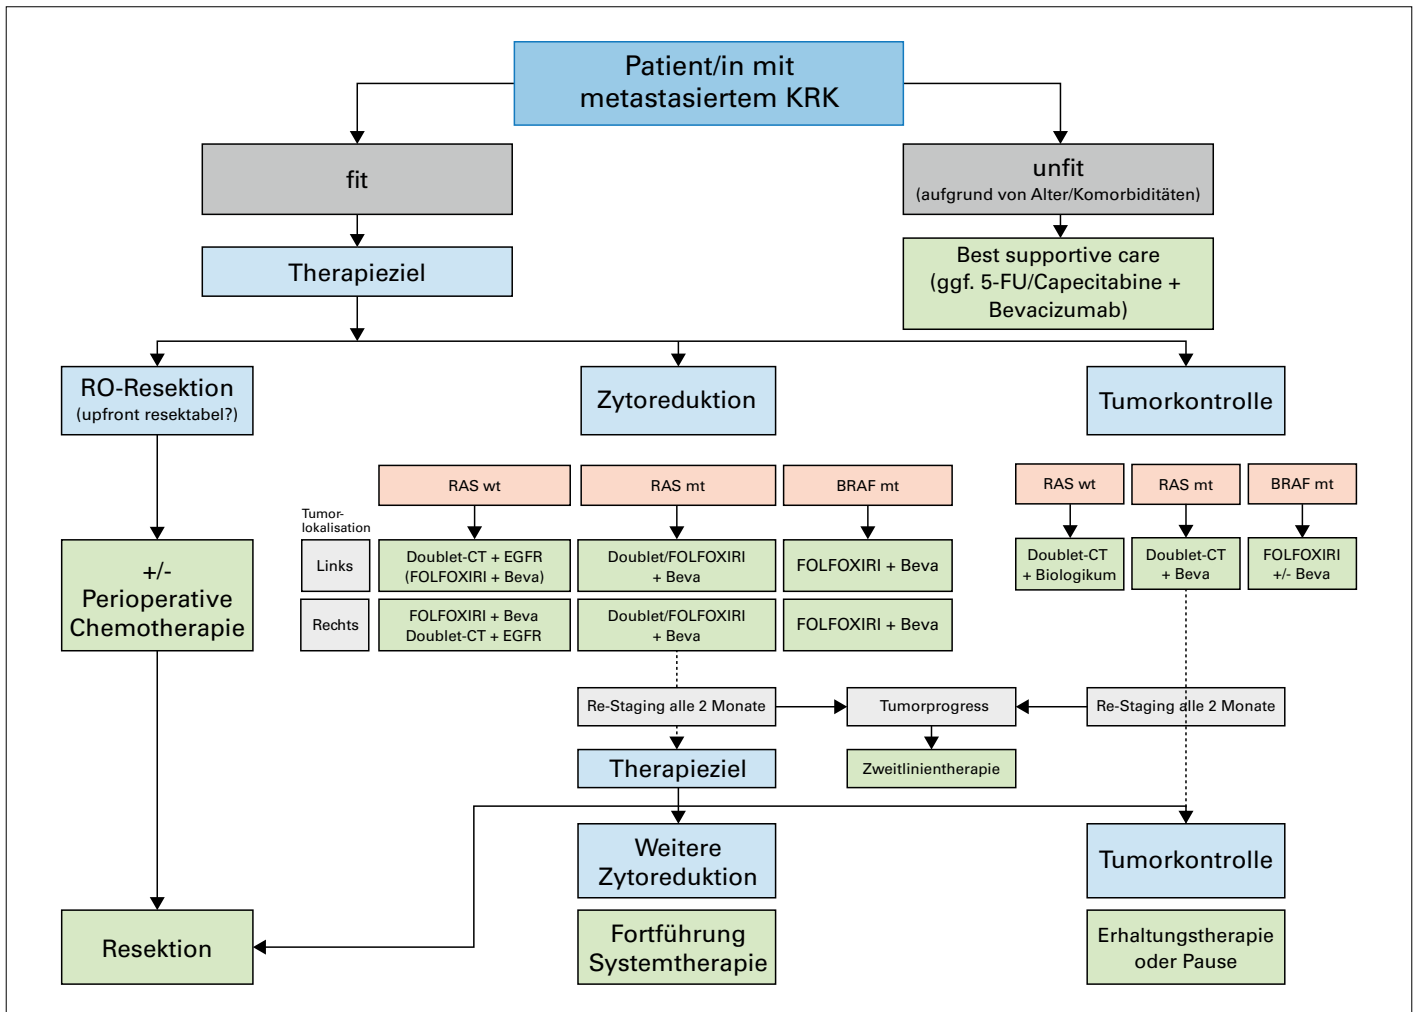 Patient/in mit
metastasiertem KRK
fit
unfit
(aufgrund von Alter/Komorbiditäten)
Therapieziel
Best supportive care
(ggf. 5-FU/Capecitabine +
Bevacizumab)
RO-Resektion
(upfront resektabel?)
Zytoreduktion
Tumorkontrolle
RAS wt
RAS mt
BRAF mt
RAS wt
RAS mt
BRAF mt
Tumor-
lokalisation
Links
Doublet-CT + EGFR
(FOLFOXIRI + Beva)
Doublet/FOLFOXIRI
+ Beva
FOLFOXIRI + Beva
Doublet-CT
+ Biologikum
Doublet-CT
+ Beva
FOLFOXIRI
+/- Beva
+/-
Perioperative
Chemotherapie
Rechts
FOLFOXIRI + Beva
Doublet-CT + EGFR
Doublet/FOLFOXIRI
+ Beva
FOLFOXIRI + Beva
Re-Staging alle 2 Monate
Tumorprogress
Re-Staging alle 2 Monate
Therapieziel
Zweitlinientherapie
Weitere
Zytoreduktion
Tumorkontrolle
Resektion
Fortführung
Systemtherapie
Erhaltungstherapie
oder Pause